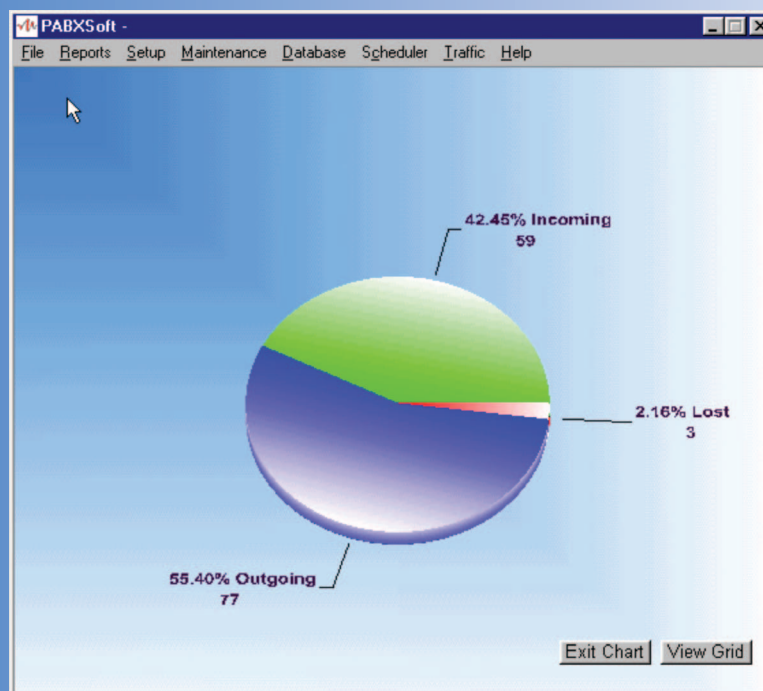 PABXSoft -
File Reports Setup Maintenance Database Scheduler Traffic Help
42.45% Incoming
59
2.16% Lost
3
55.40% Outgoing
77
Exit Chart View Grid